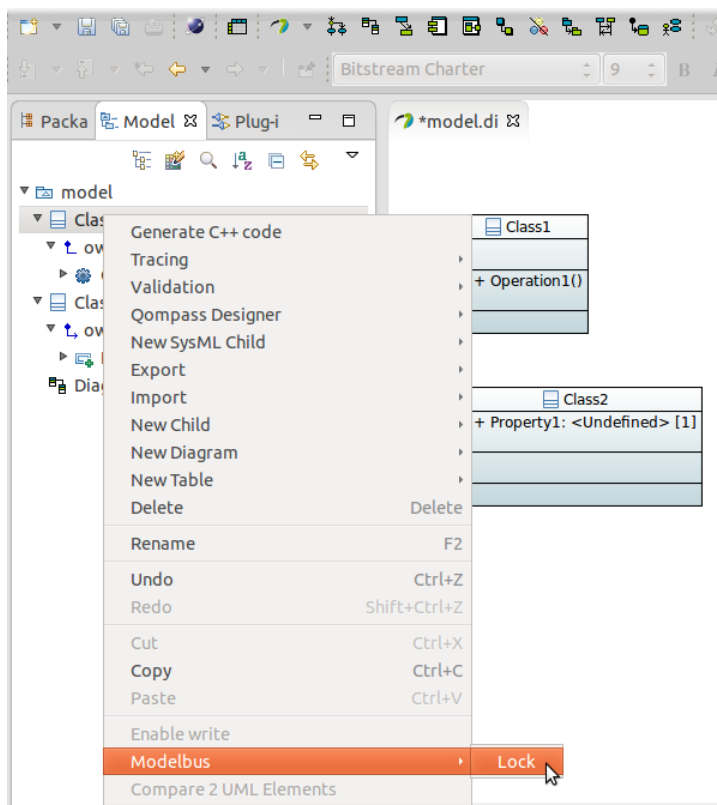 Bitstream Charter 9 B
Packa Model Plug-i
*model.di
model
Clas
ow
Clas
ow
Diag
Generate C++ code
Tracing
Validation
Qompass Designer
New SysML Child
Export
Import
New Child
New Diagram
New Table
Delete Delete
Rename F2
Undo Ctrl+Z
Redo Shift+Ctrl+Z
Cut Ctrl+X
Copy Ctrl+C
Paste Ctrl+V
Enable write
Modelbus Lock
Compare 2 UML Elements
Class1
+ Operation1()
Class2
+ Property1: <Undefined> [1]